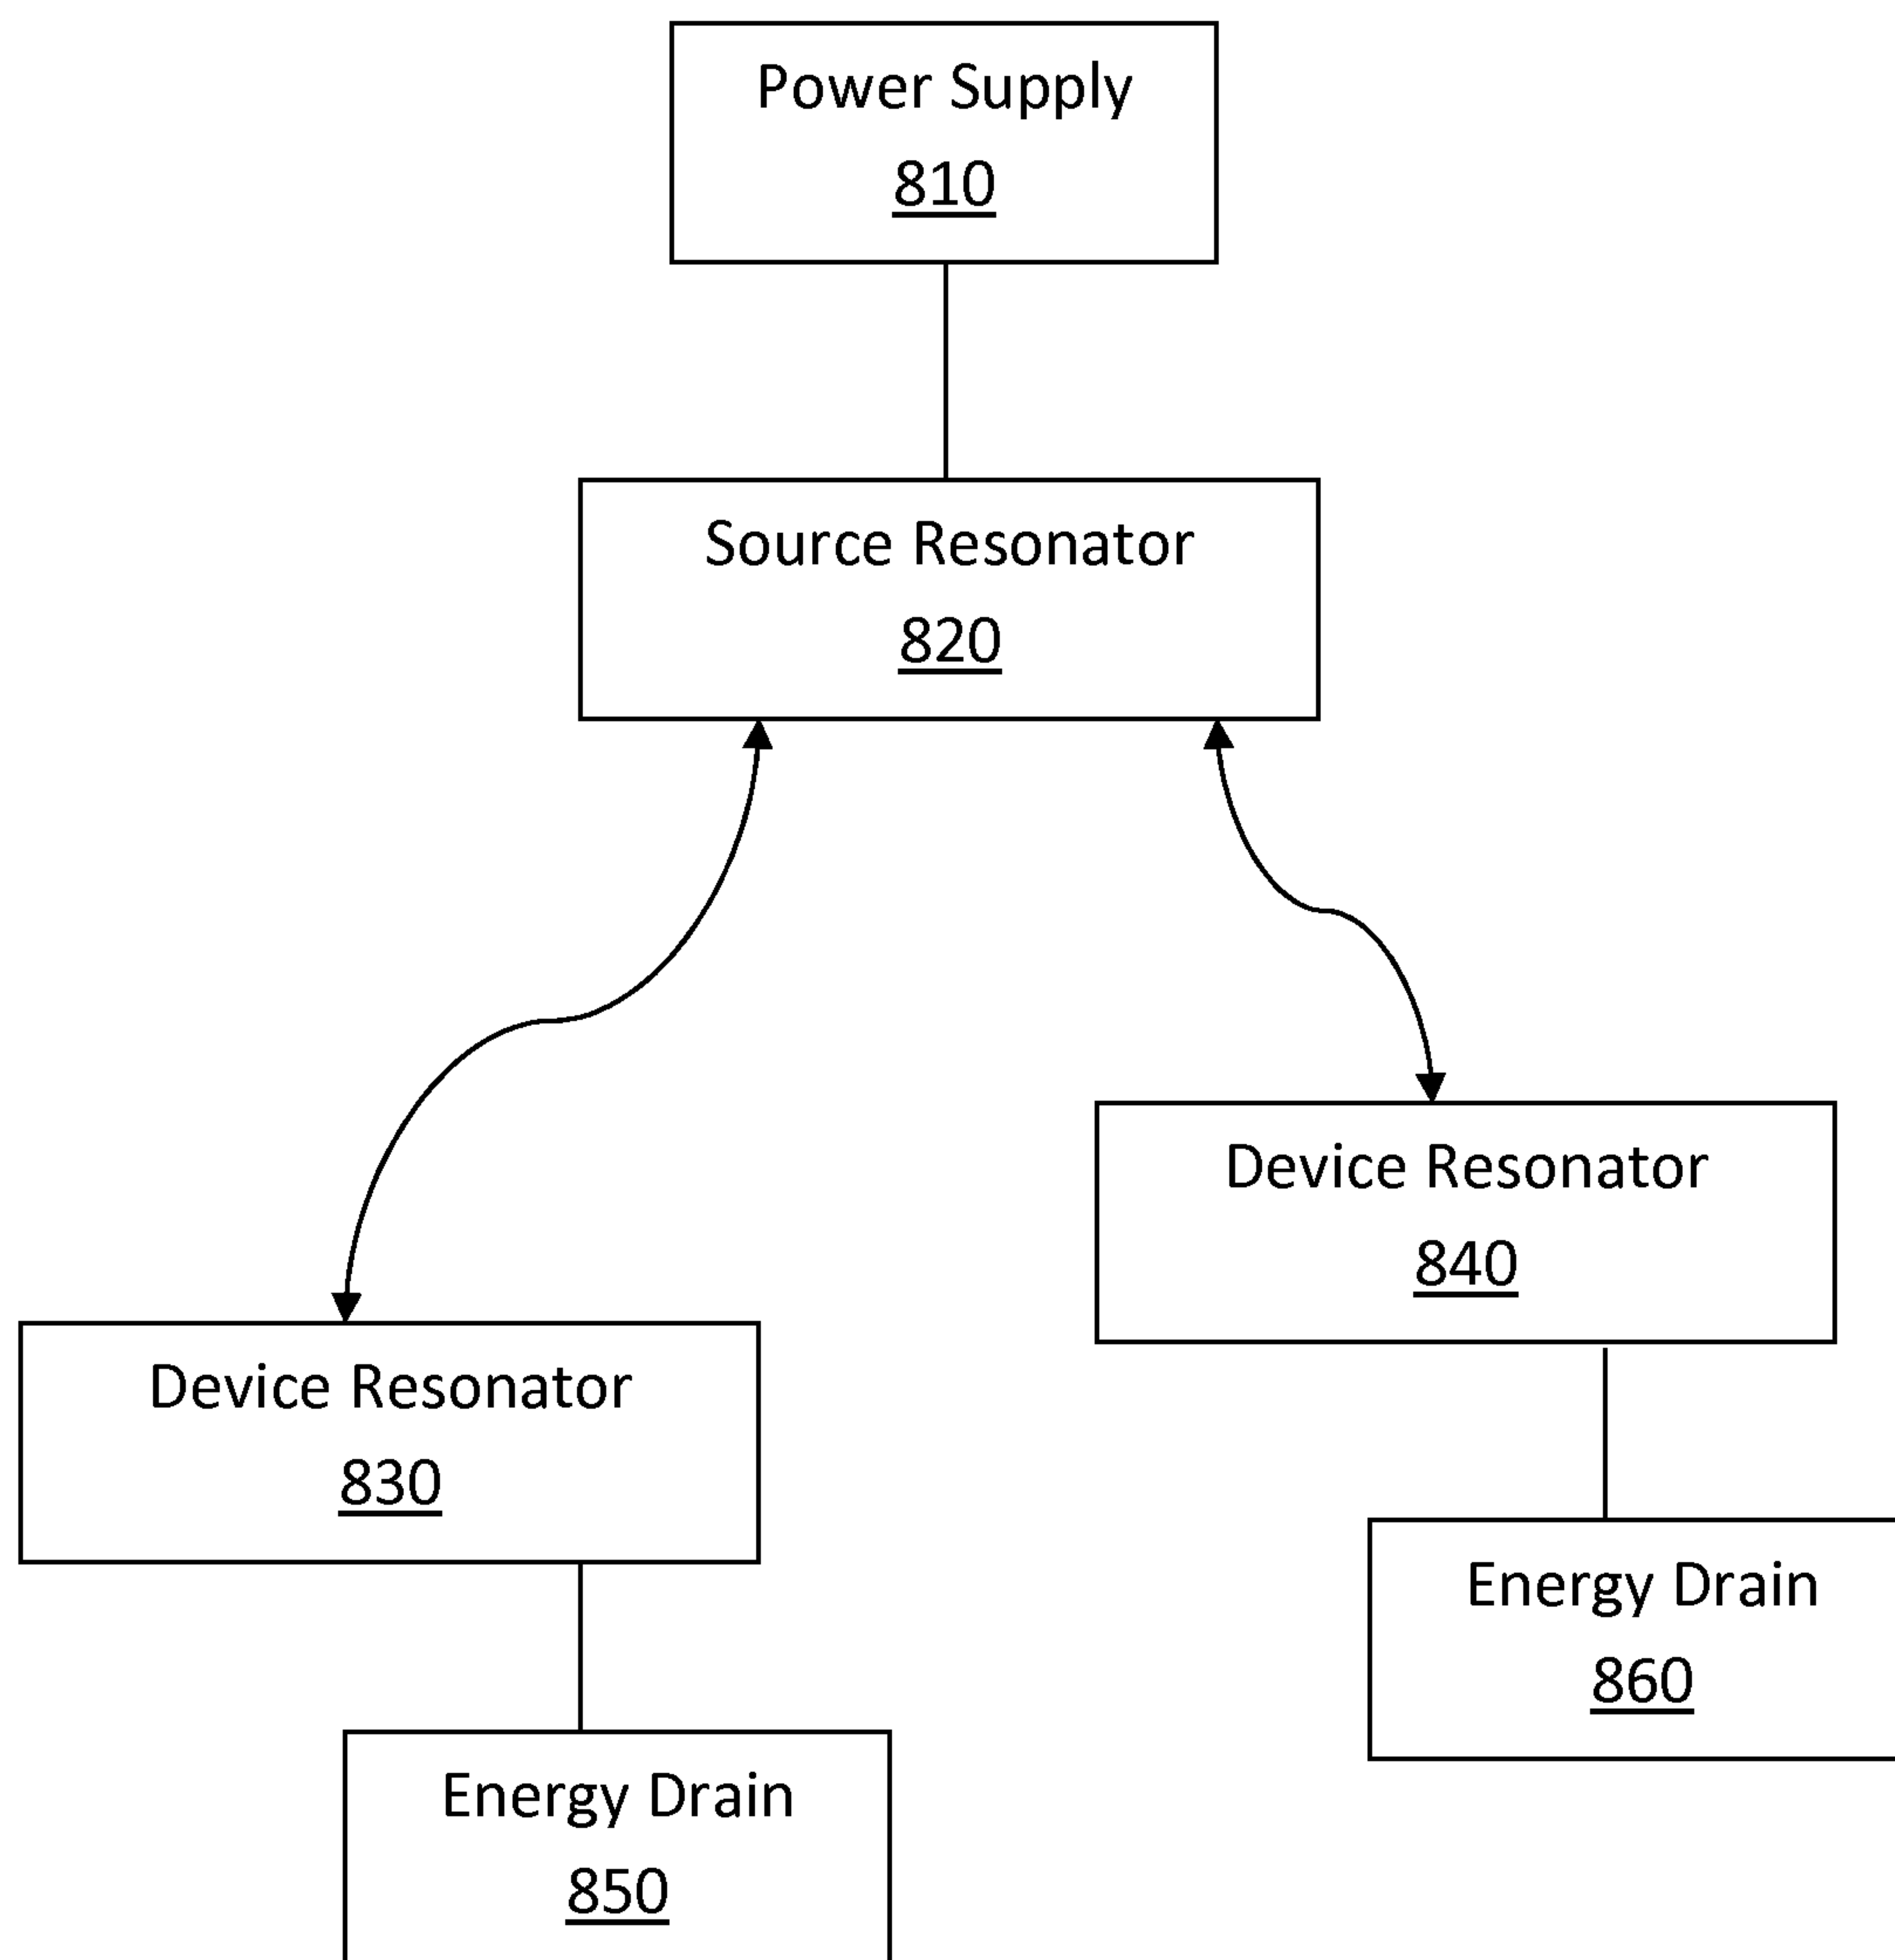 Power Supply
810
Source Resonator
820
Device Resonator
840
Device Resonator
830
Energy Drain
860
Energy Drain
850